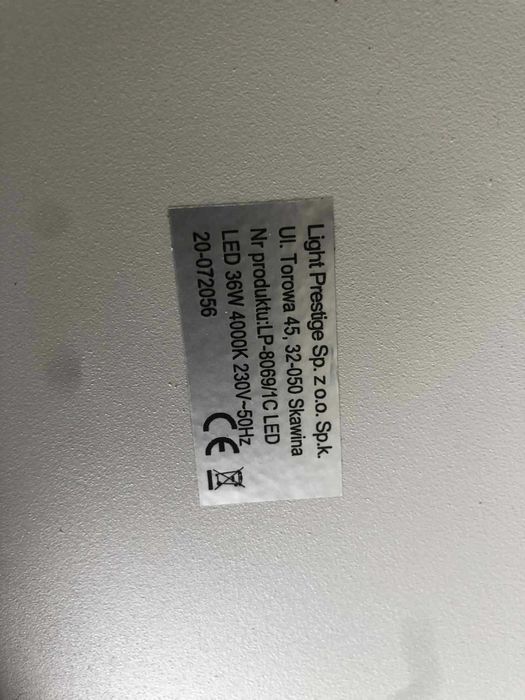 Light Prestige Sp. z o.o. Sp.k.
Ul. Torowa 45, 32-050 Skawina
Nr produktu:LP-8069/1C LED
LED 36W 4000K 230V~50Hz
20-072056
CE